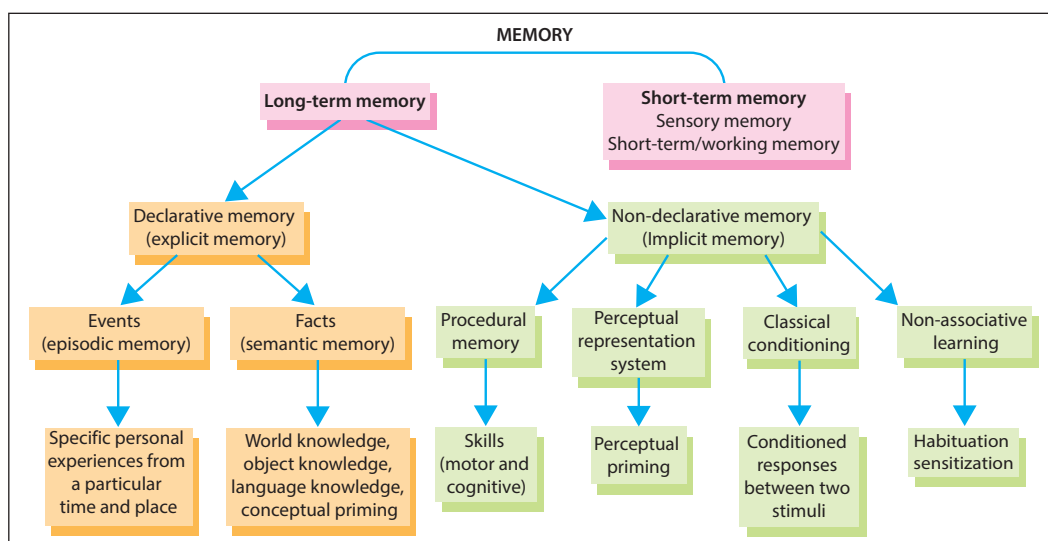 MEMORY
Long-term memory
Short-term memory
Sensory memory
Short-term/working memory
Declarative memory
(explicit memory)
Non-declarative memory
(Implicit memory)
Events
(episodic memory)
Facts
(semantic memory)
Procedural
memory
Perceptual
representation
system
Classical
conditioning
Non-associative
learning
Specific personal
experiences from
a particular
time and place
World knowledge,
object knowledge,
language knowledge,
conceptual priming
Skills
(motor and
cognitive)
Perceptual
priming
Conditioned
responses
between two
stimuli
Habituation
sensitization